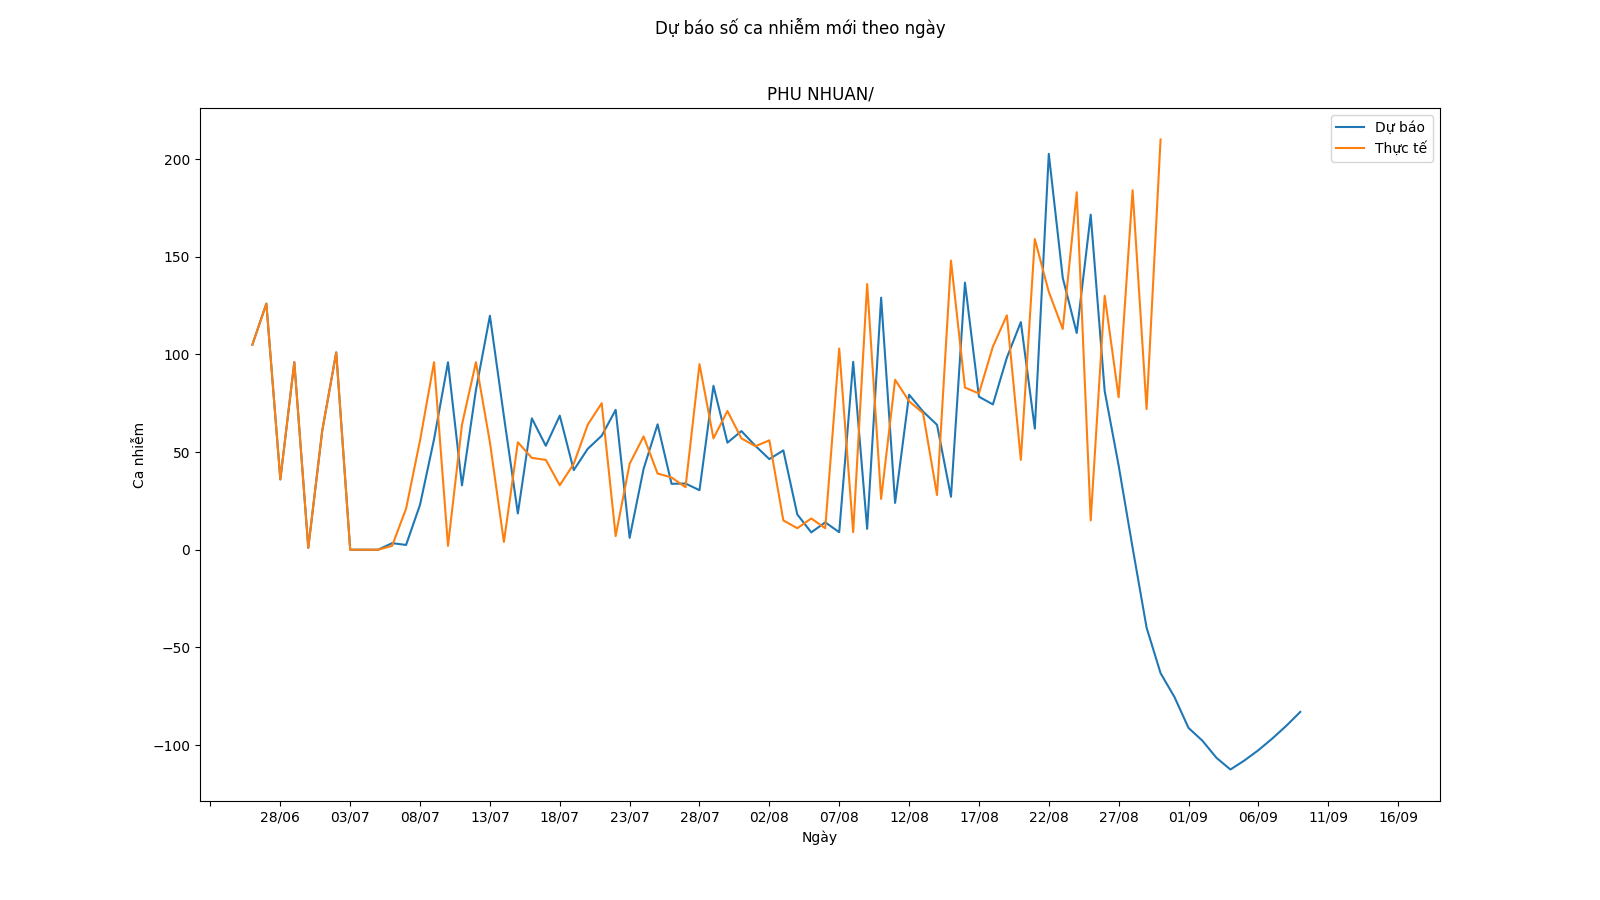 Dự báo số ca nhiễm mới theo ngày
PHU NHUAN/
Dự báo
Thực tế
200
150
100
50
0
−50
−100
Ca nhiễm
28/06 03/07 08/07 13/07 18/07 23/07 28/07 02/08 07/08 12/08 17/08 22/08 27/08 01/09 06/09 11/09 16/09
Ngày